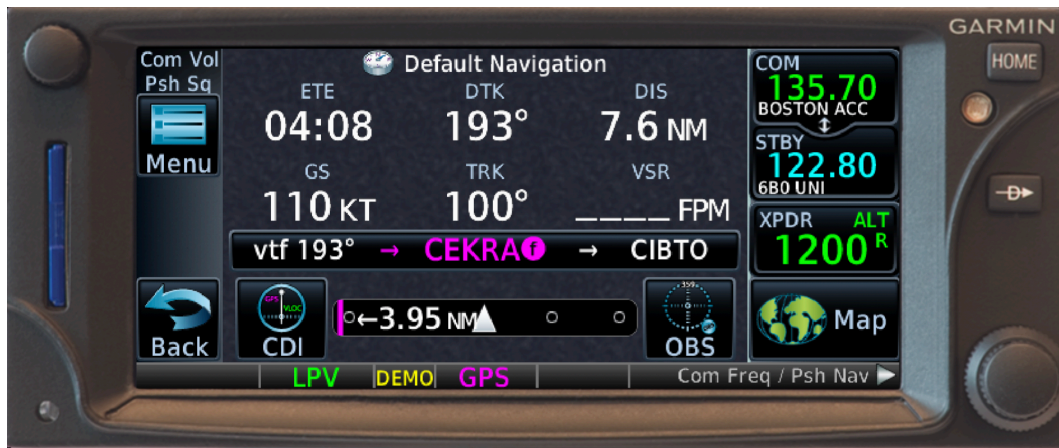 GARMIN
HOME
Com Vol
Psh Sq
Menu
Back
Default Navigation
ETE DTK DIS
04:08 193° 7.6 NM
GS TRK VSR
110 KT 100° ____ FPM
vtf 193° → CEKRA f → CIBTO
CDI
GPS
VLOC
←3.95 NM
359
OBS
COM
135.70
BOSTON ACC
STBY
122.80
6B0 UNI
XPDR ALT
1200 R
Map
LPV DEMO GPS Com Freq / Psh Nav
D